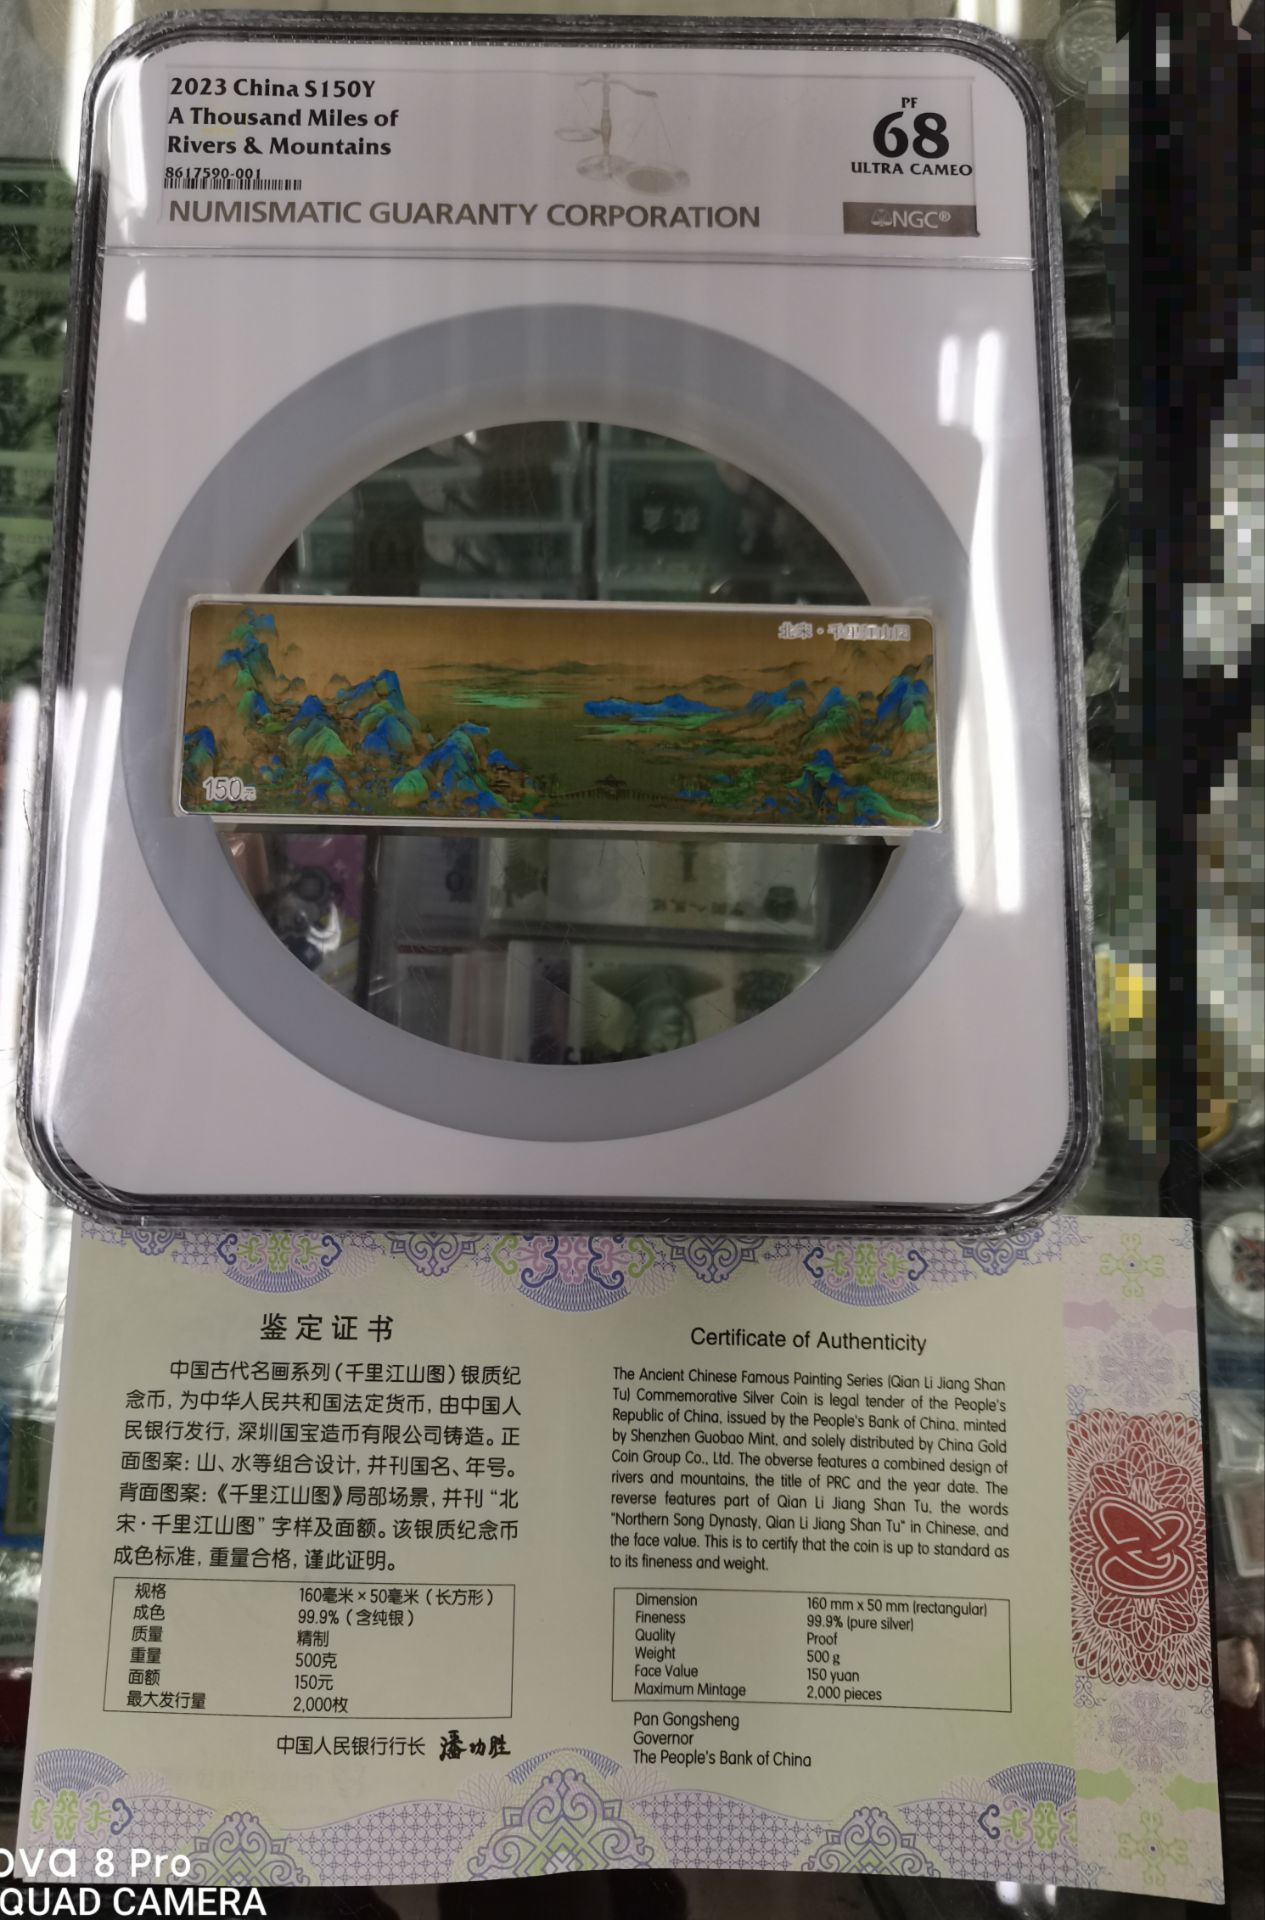 2023 China S150Y
A Thousand Miles of
Rivers & Mountains
8617590-001
NUMISMATIC GUARANTY CORPORATION
PF
68
ULTRA CAMEO
NGC®
北宋·千里江山图
150元
鉴定证书
中国古代名画系列(千里江山图)银质纪
念币,为中华人民共和国法定货币,由中国人
民银行发行,深圳国宝造币有限公司铸造。正
面图案:山、水等组合设计,并刊国名、年号。
背面图案:《千里江山图》局部场景,并刊“北
宋·千里江山图”字样及面额。该银质纪念币
成色标准,重量合格,谨此证明。
规格 160毫米×50毫米(长方形)
成色 99.9%(含纯银)
质量 精制
重量 500克
面额 150元
最大发行量 2,000枚
中国人民银行行长 潘功胜
Certificate of Authenticity
The Ancient Chinese Famous Painting Series (Qian Li Jiang Shan
Tu) Commemorative Silver Coin is legal tender of the People's
Republic of China, issued by the People's Bank of China, minted
by Shenzhen Guobao Mint, and solely distributed by China Gold
Coin Group Co., Ltd. The obverse features a combined design of
rivers and mountains, the title of PRC and the year date. The
reverse features part of Qian Li Jiang Shan Tu, the words
"Northern Song Dynasty, Qian Li Jiang Shan Tu" in Chinese, and
the face value. This is to certify that the coin is up to standard as
to its fineness and weight.
Dimension 160 mm x 50 mm (rectangular)
Fineness 99.9% (pure silver)
Quality Proof
Weight 500 g
Face Value 150 yuan
Maximum Mintage 2,000 pieces
Pan Gongsheng
Governor
The People's Bank of China
ova 8 Pro
QUAD CAMERA